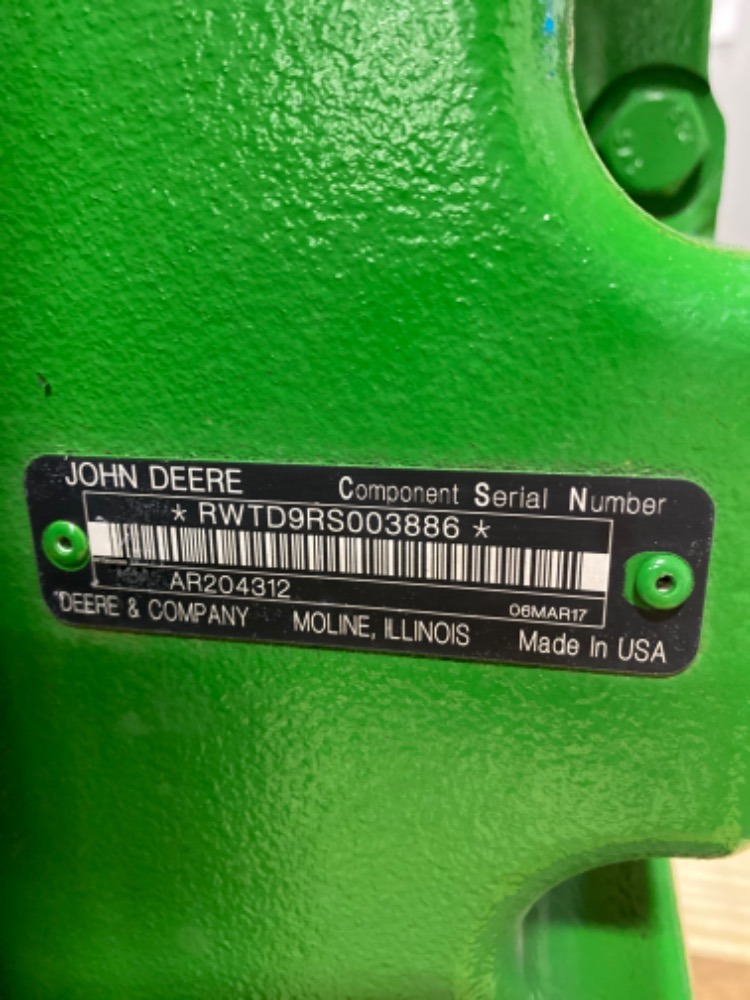 JOHN DEERE Component Serial Number
* RWTD9RS003886 *
AR204312 06MAR17
DEERE & COMPANY MOLINE, ILLINOIS Made In USA